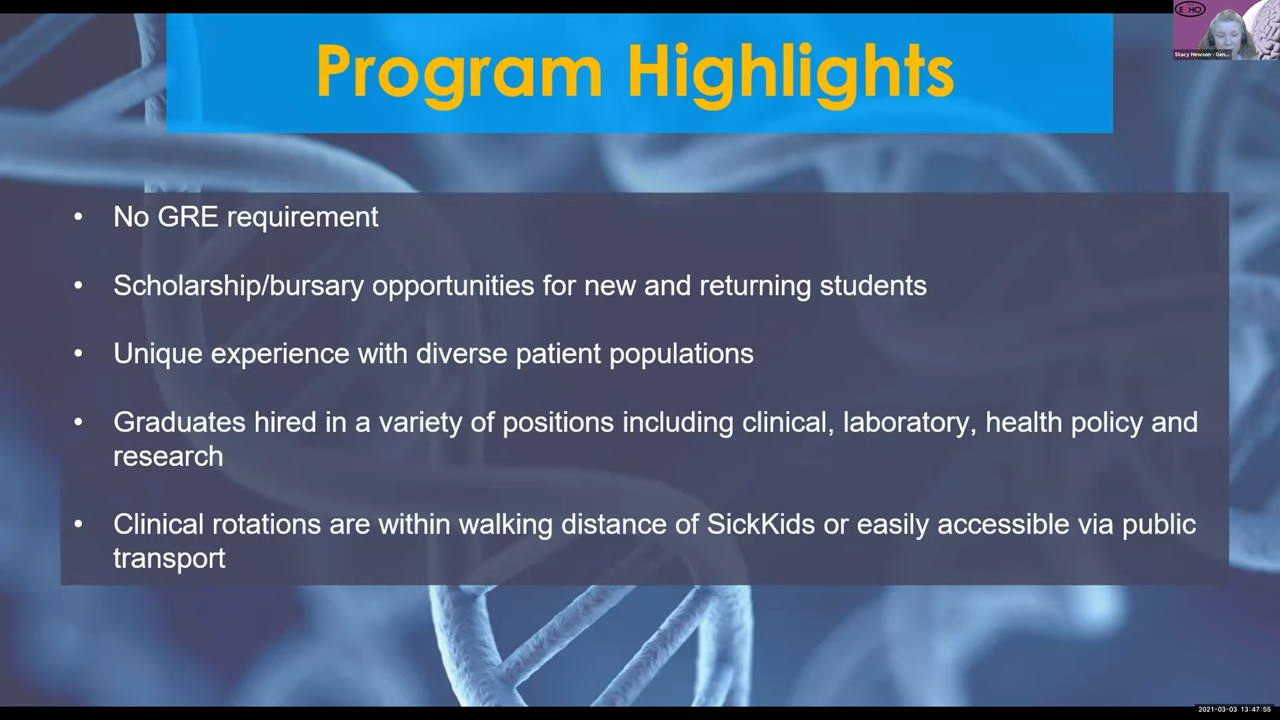 Program Highlights
ECHO
Stacy Hewson - Gen...
• No GRE requirement
• Scholarship/bursary opportunities for new and returning students
• Unique experience with diverse patient populations
• Graduates hired in a variety of positions including clinical, laboratory, health policy and
research
• Clinical rotations are within walking distance of SickKids or easily accessible via public
transport
2021-03-03 13:47:55